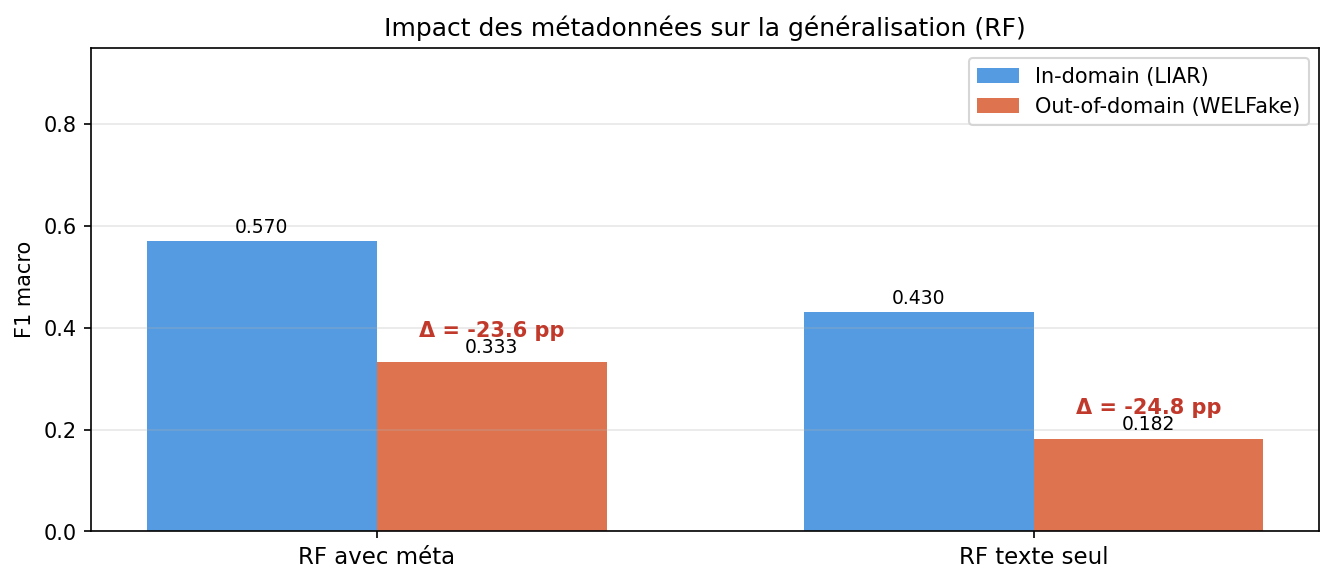 Impact des métadonnées sur la généralisation (RF)
In-domain (LIAR)
Out-of-domain (WELFake)
F1 macro
0.8
0.6
0.4
0.2
0.0
0.570
Δ = -23.6 pp
0.333
0.430
Δ = -24.8 pp
0.182
RF avec méta
RF texte seul